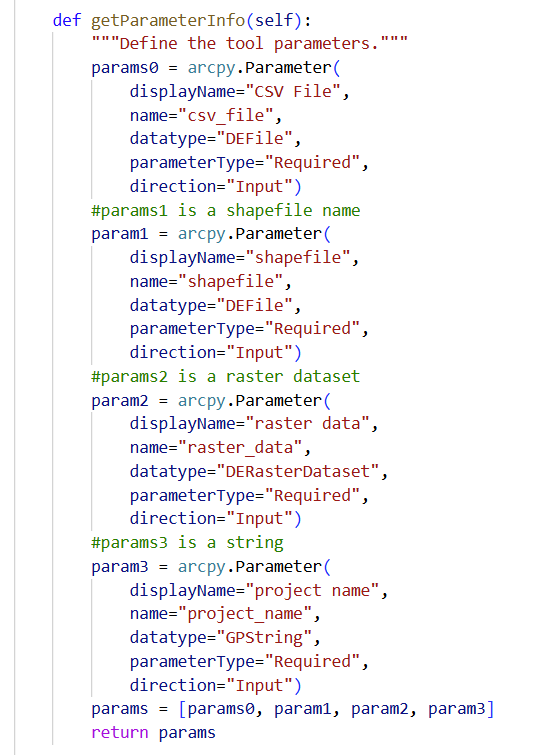 def getParameterInfo(self):
"""Define the tool parameters."""
params0 = arcpy.Parameter(
displayName="CSV File",
name="csv_file",
datatype="DEFile",
parameterType="Required",
direction="Input")
#params1 is a shapefile name
param1 = arcpy.Parameter(
displayName="shapefile",
name="shapefile",
datatype="DEFile",
parameterType="Required",
direction="Input")
#params2 is a raster dataset
param2 = arcpy.Parameter(
displayName="raster data",
name="raster_data",
datatype="DERasterDataset",
parameterType="Required",
direction="Input")
#params3 is a string
param3 = arcpy.Parameter(
displayName="project name",
name="project_name",
datatype="GPString",
parameterType="Required",
direction="Input")
params = [params0, param1, param2, param3]
return params